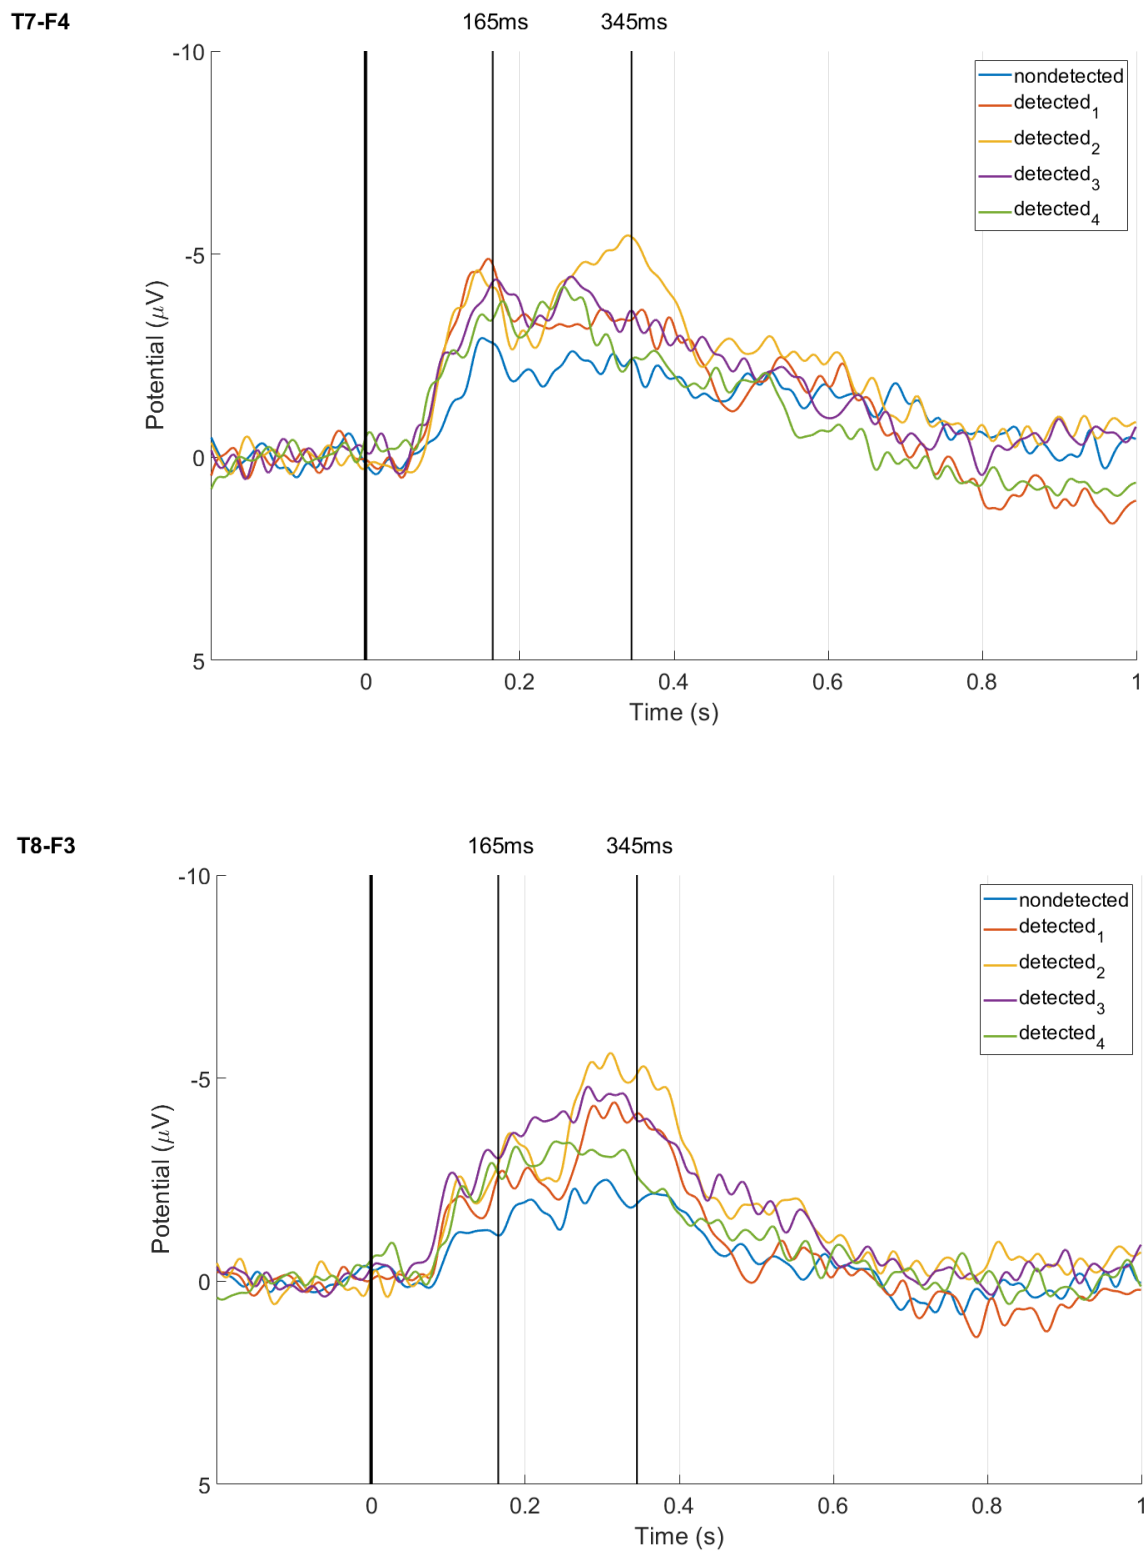 T7-F4
165ms 345ms
-10
nondetected
detected1
detected2
detected3
detected4
-5
Potential (μV)
0
5
0 0.2 0.4 0.6 0.8 1
Time (s)
T8-F3
165ms 345ms
-10
nondetected
detected1
detected2
detected3
detected4
-5
Potential (μV)
0
5
0 0.2 0.4 0.6 0.8 1
Time (s)